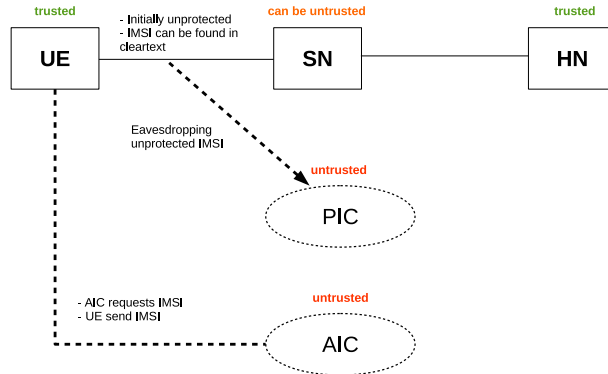 trusted
- Initially unprotected
- IMSI can be found in
cleartext
can be untrusted
trusted
UE
SN
HN
Eavesdropping
unprotected IMSI
untrusted
PIC
- AIC requests IMSI
- UE send IMSI
untrusted
AIC